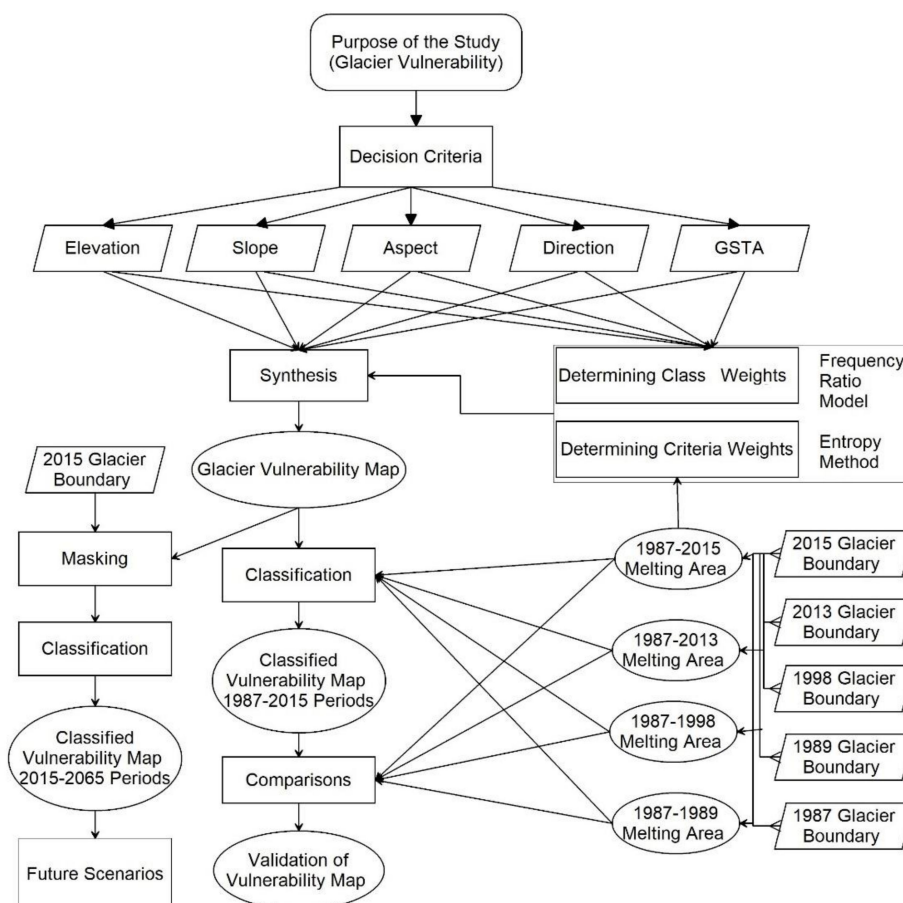 Purpose of the Study
(Glacier Vulnerability)
Decision Criteria
Elevation
Slope
Aspect
Direction
GSTA
Synthesis
Determining Class Weights
Frequency
Ratio
Model
Determining Criteria Weights
Entropy
Method
2015 Glacier
Boundary
Glacier Vulnerability Map
Masking
Classification
1987-2015
Melting Area
2015 Glacier
Boundary
Classification
Classified
Vulnerability Map
1987-2015 Periods
1987-2013
Melting Area
2013 Glacier
Boundary
1998 Glacier
Boundary
Classified
Vulnerability Map
2015-2065 Periods
Comparisons
1987-1998
Melting Area
1989 Glacier
Boundary
1987-1989
Melting Area
1987 Glacier
Boundary
Future Scenarios
Validation of
Vulnerability Map